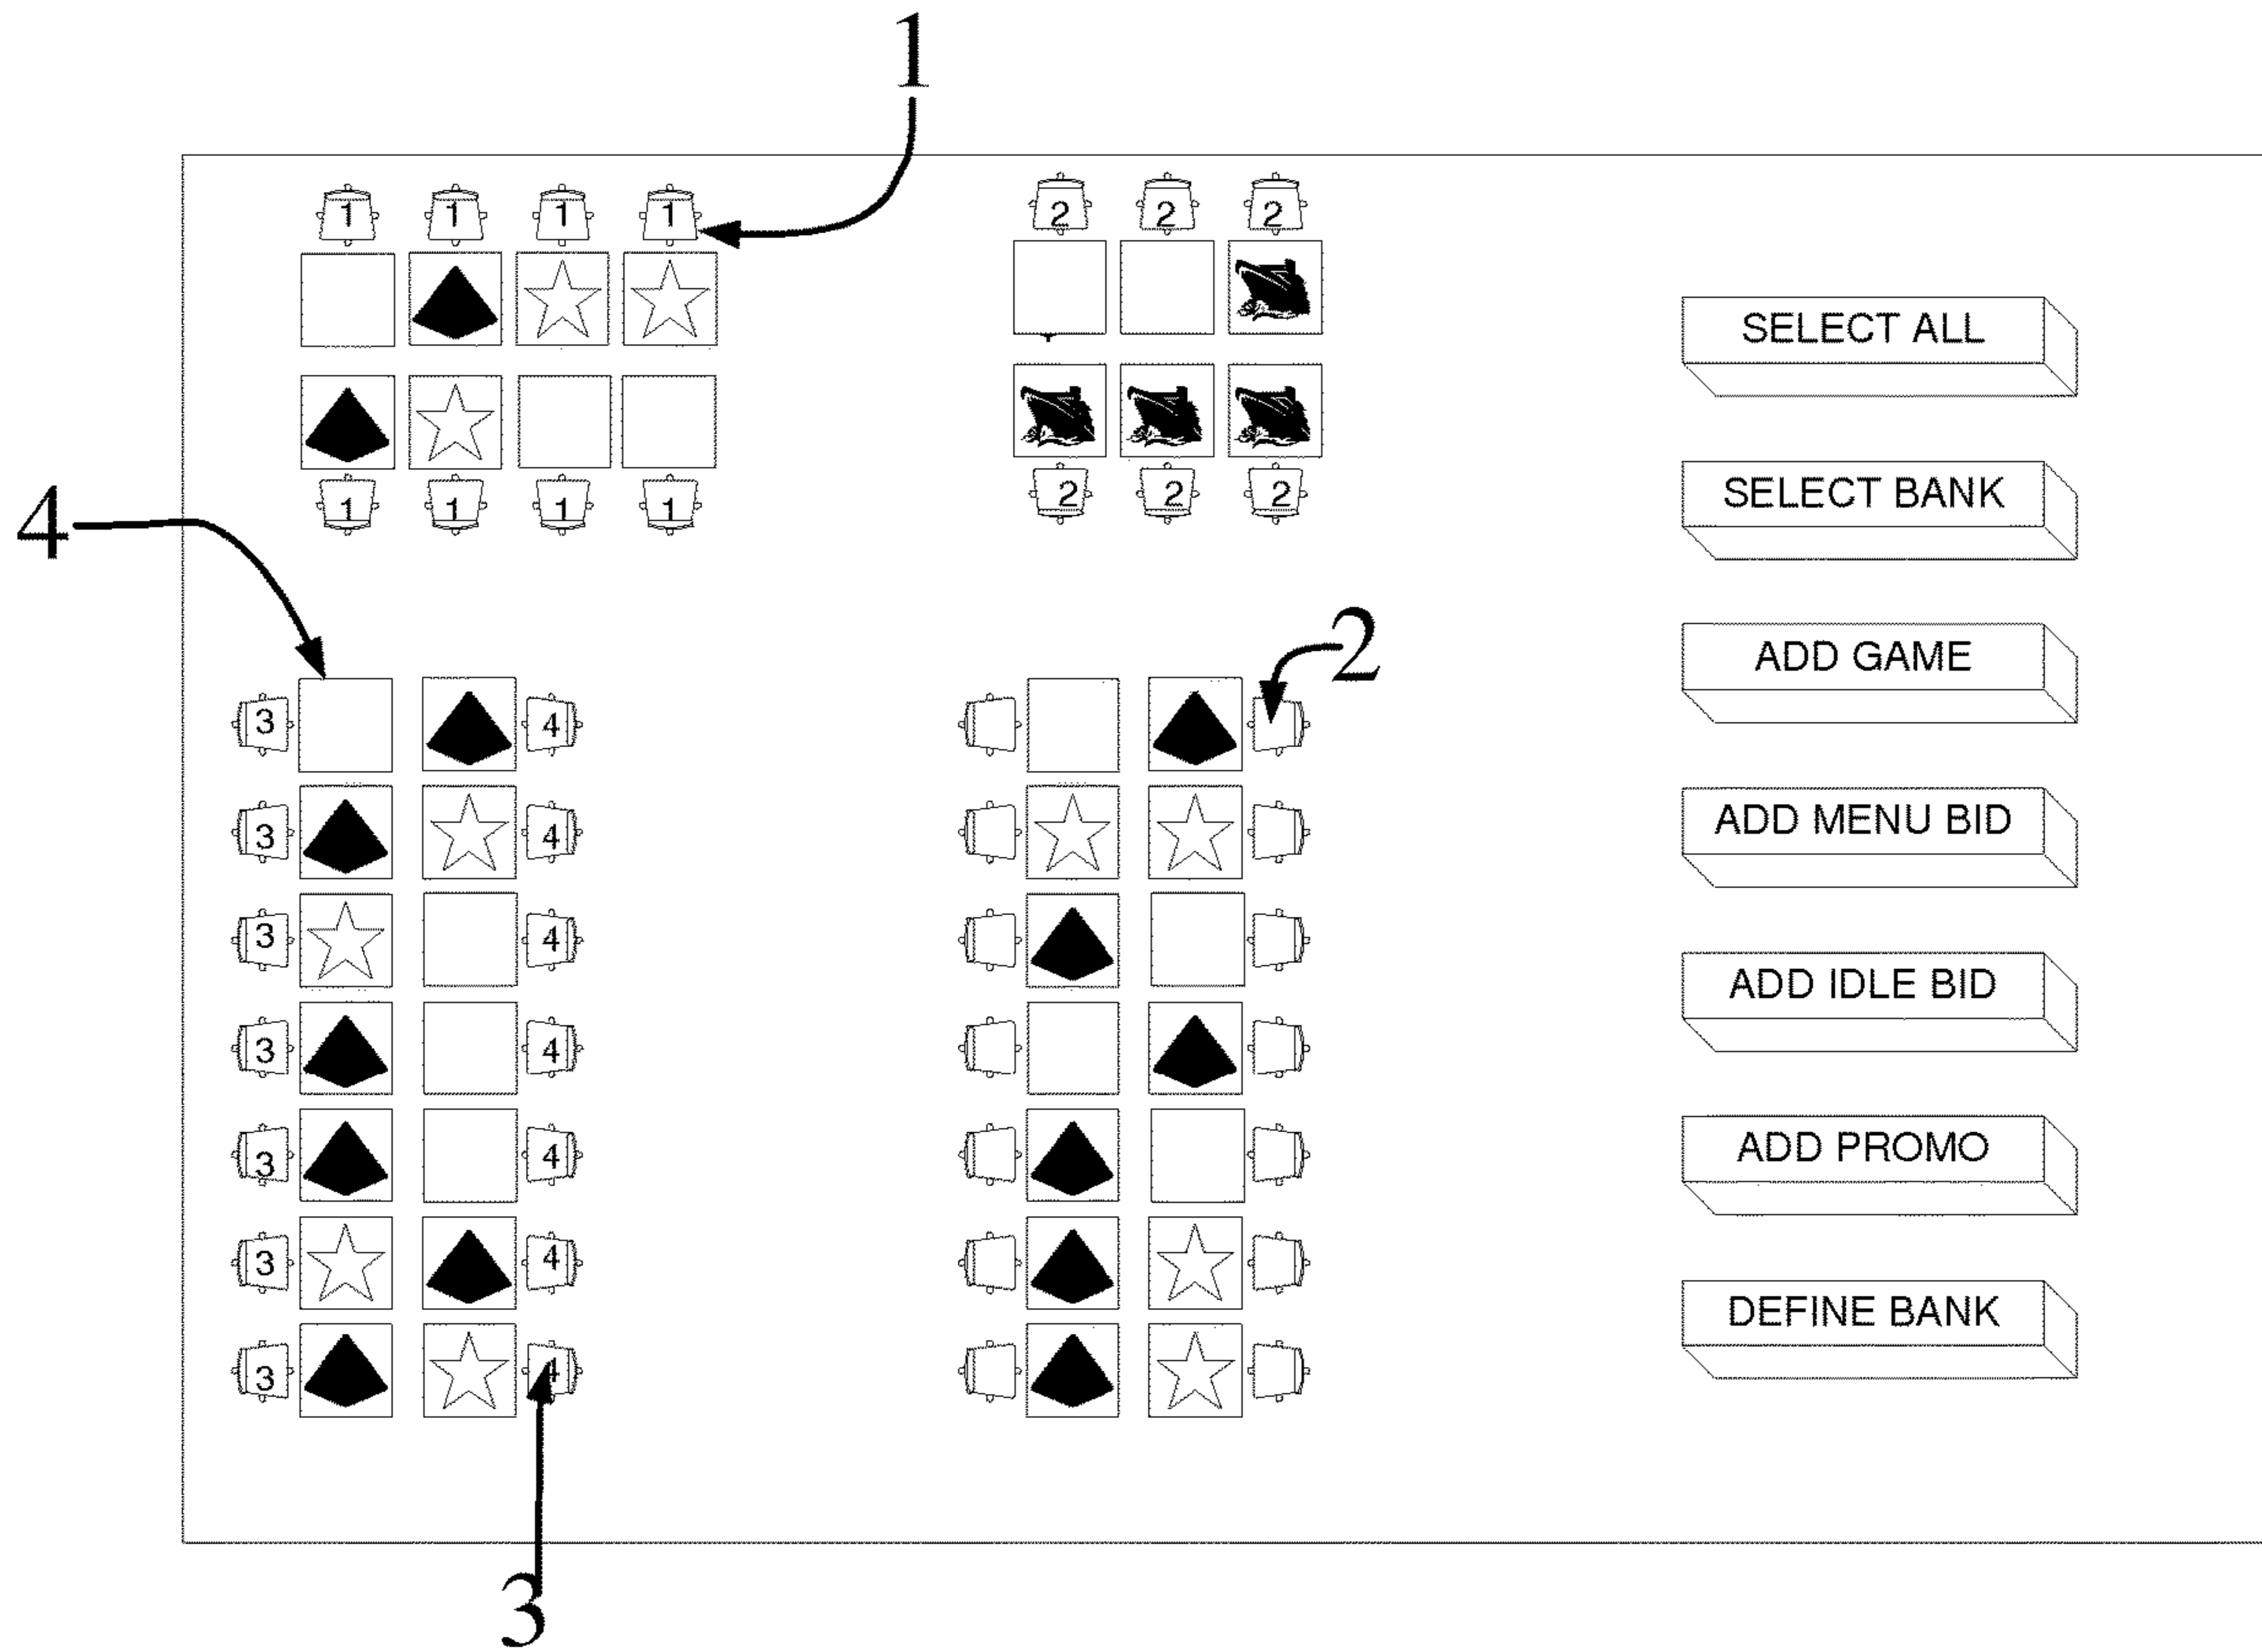 1
1 1 1 1
2 2 2
1 1 1 1
2 2 2
4
2
3 4
3 4
3 4
3 4
3 4
3 4
3 4
3
SELECT ALL
SELECT BANK
ADD GAME
ADD MENU BID
ADD IDLE BID
ADD PROMO
DEFINE BANK